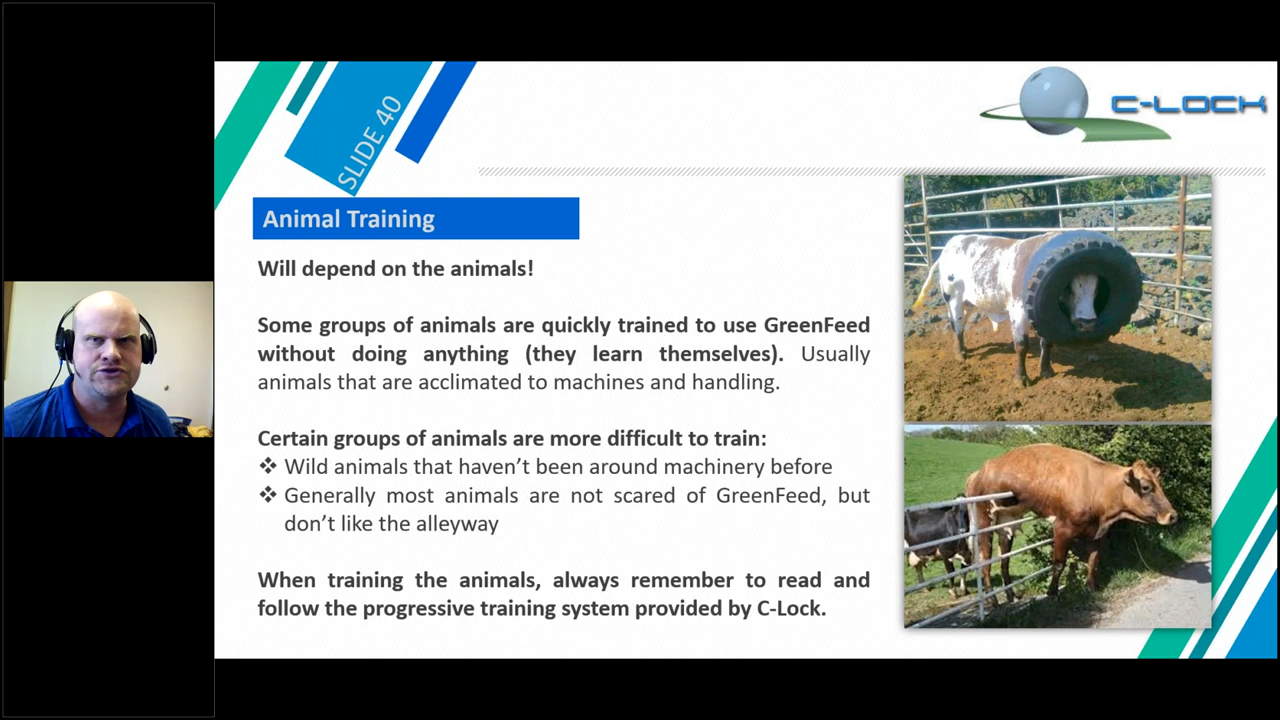 SLIDE 40
C-LOCK
Animal Training
Will depend on the animals!
Some groups of animals are quickly trained to use GreenFeed
without doing anything (they learn themselves). Usually
animals that are acclimated to machines and handling.
Certain groups of animals are more difficult to train:
❖ Wild animals that haven’t been around machinery before
❖ Generally most animals are not scared of GreenFeed, but
don’t like the alleyway
When training the animals, always remember to read and
follow the progressive training system provided by C-Lock.